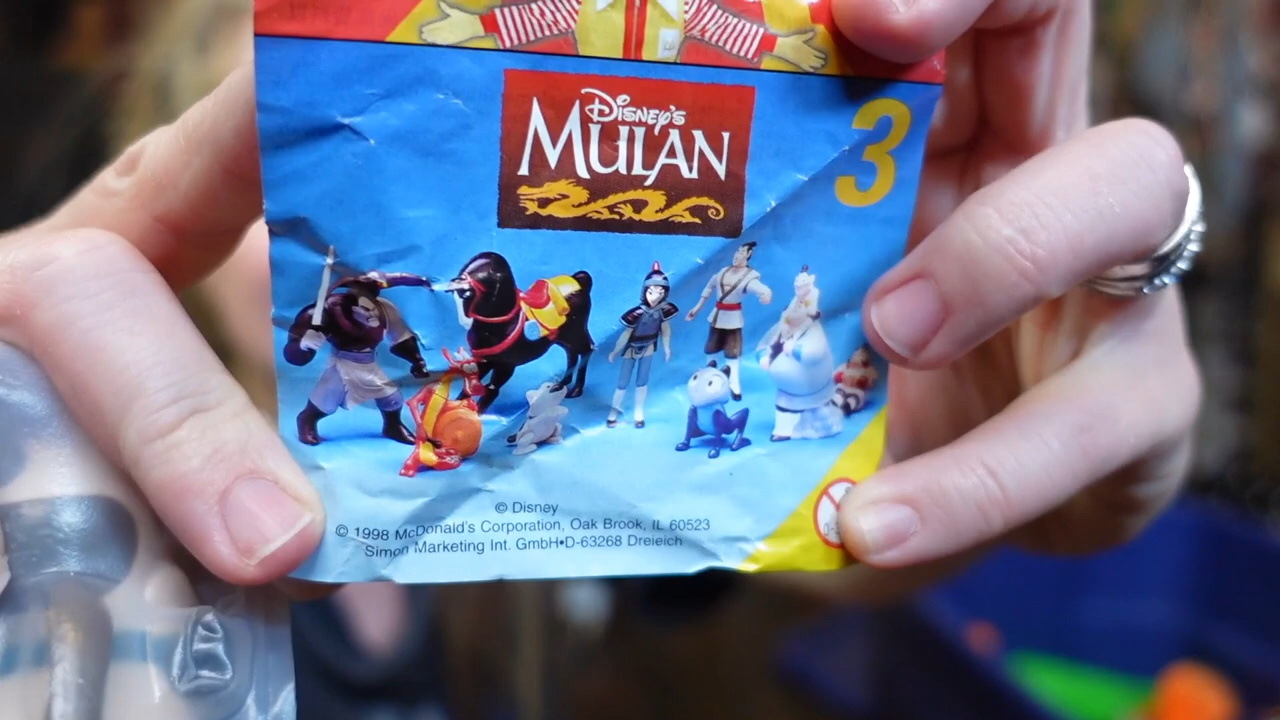 Disney's
MULAN
3
© Disney
© 1998 McDonald's Corporation, Oak Brook, IL 60523
Simon Marketing Int. GmbH•D-63268 Dreieich